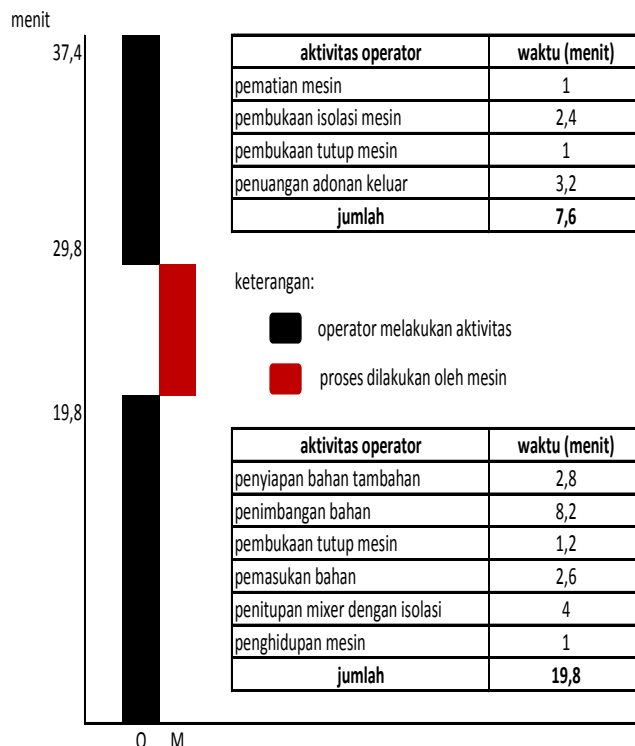 menit
37,4
aktivitas operator waktu (menit)
pematian mesin 1
pembukaan isolasi mesin 2,4
pembukaan tutup mesin 1
penuangan adonan keluar 3,2
jumlah 7,6
29,8
keterangan:
operator melakukan aktivitas
proses dilakukan oleh mesin
19,8
aktivitas operator waktu (menit)
penyiapan bahan tambahan 2,8
penimbangan bahan 8,2
pembukaan tutup mesin 1,2
pemasukan bahan 2,6
penitupan mixer dengan isolasi 4
penghidupan mesin 1
jumlah 19,8
O M